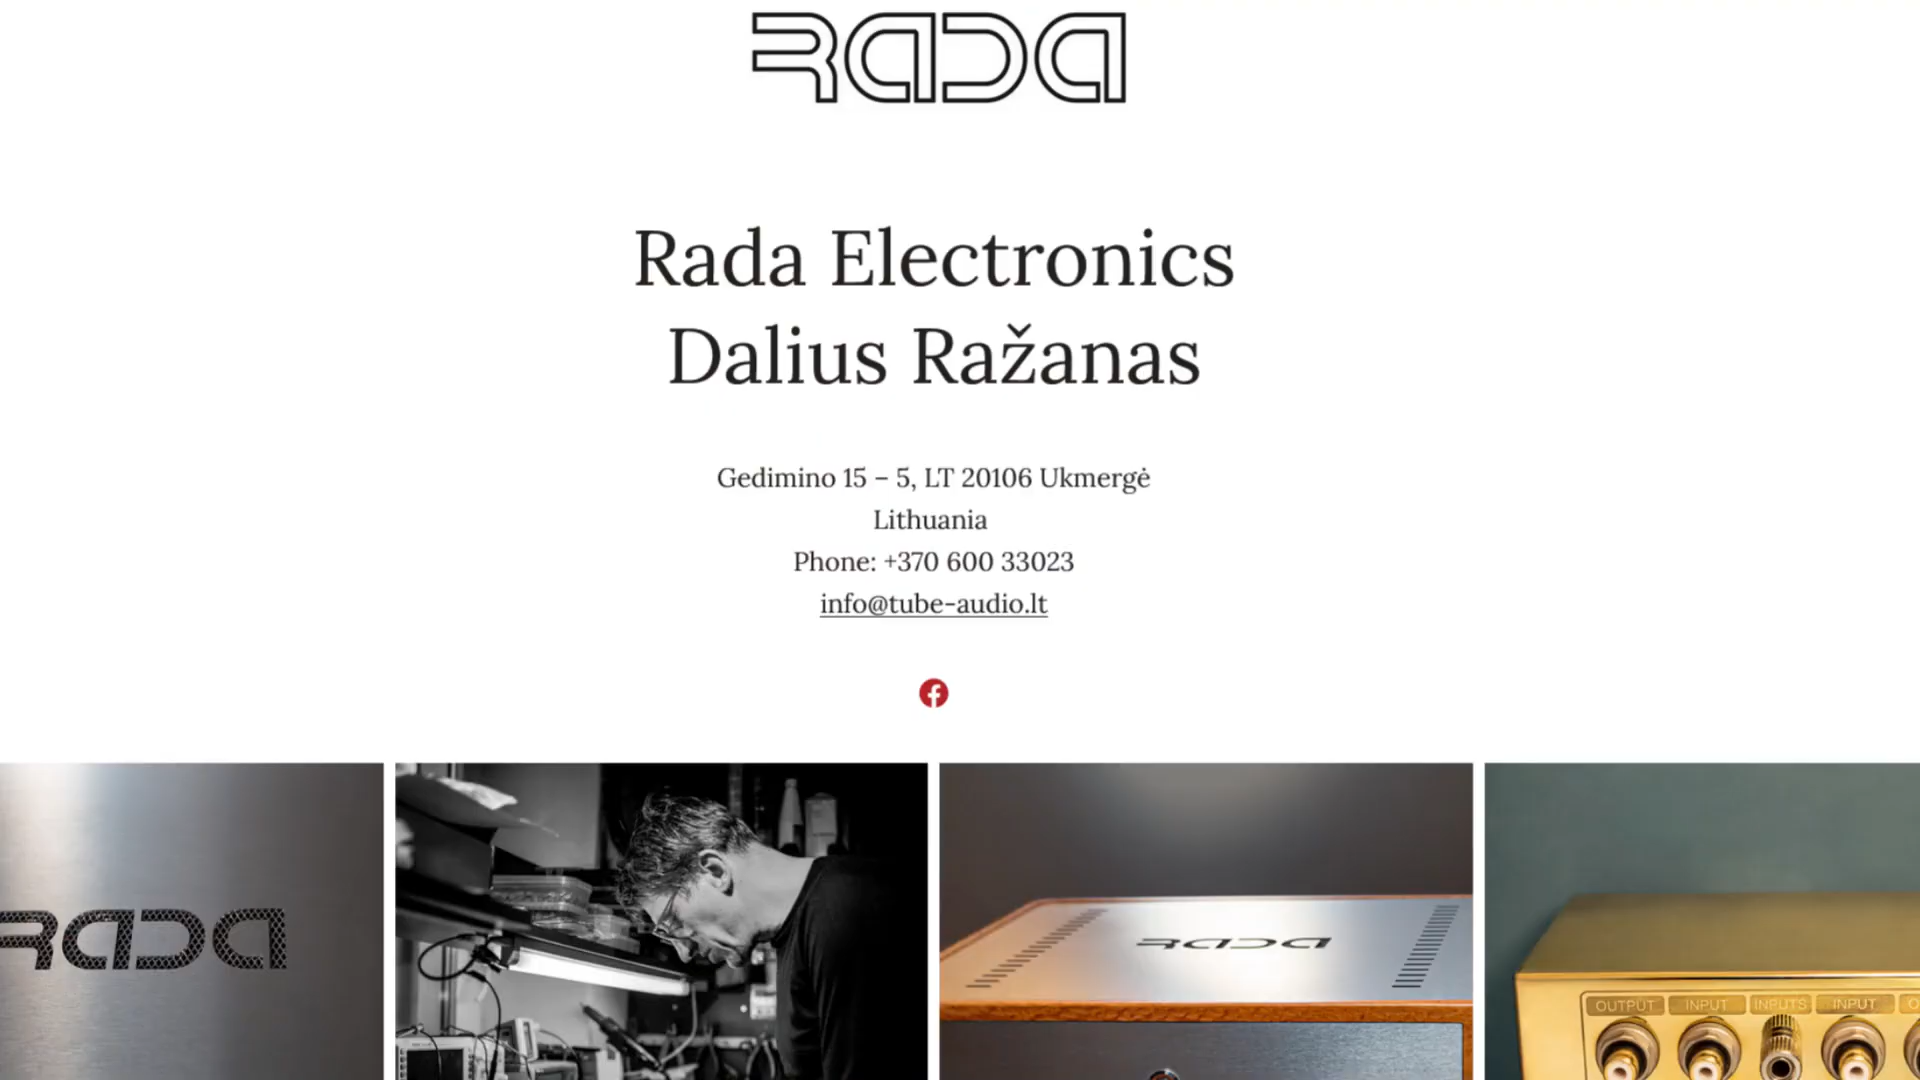 RADA
Rada Electronics
Dalius Ražanas
Gedimino 15 – 5, LT 20106 Ukmergė
Lithuania
Phone: +370 600 33023
info@tube-audio.lt
RADA
RADA
OUTPUT INPUT INPUTS INPUT